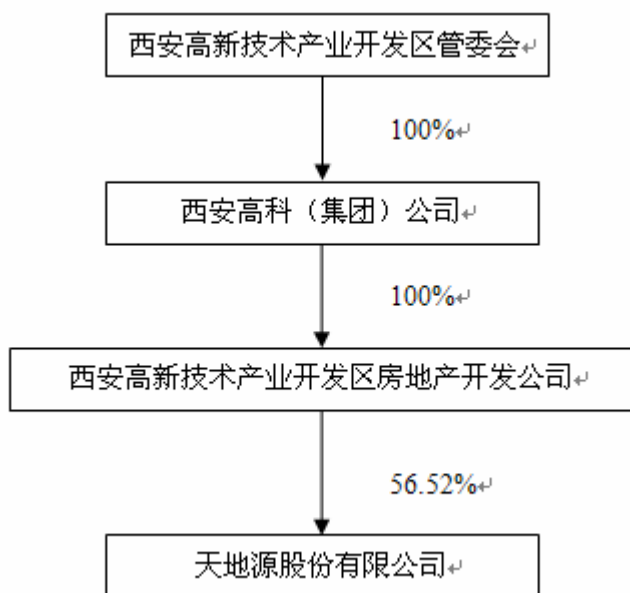 西安高新技术产业开发区管委会
100%
西安高科（集团）公司
100%
西安高新技术产业开发区房地产开发公司
56.52%
天地源股份有限公司